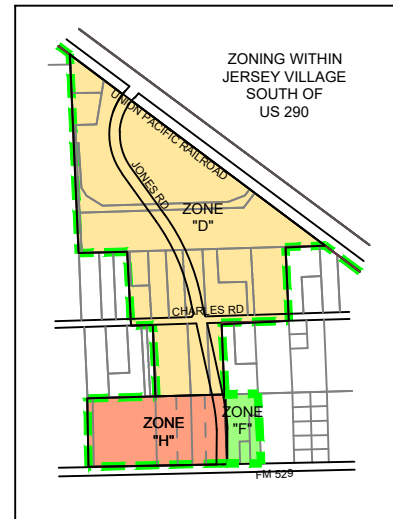 ZONING WITHIN
JERSEY VILLAGE
SOUTH OF
US 290
UNION PACIFIC RAILROAD
JONES RD
ZONE
"D"
CHARLES RD
ZONE
"H"
ZONE
"F"
FM 529